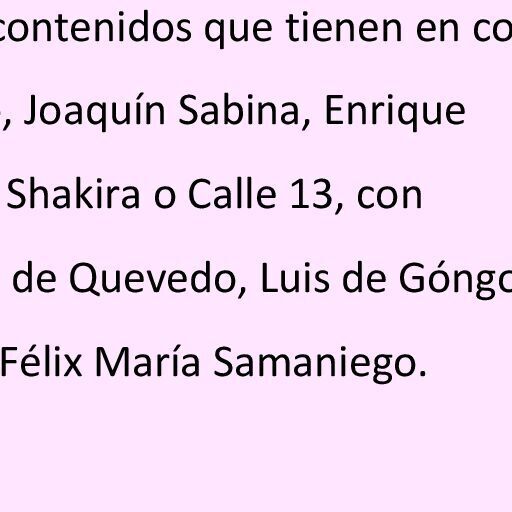 contenidos que tienen en co
, Joaquín Sabina, Enrique
Shakira o Calle 13, con
de Quevedo, Luis de Góngo
Félix María Samaniego.